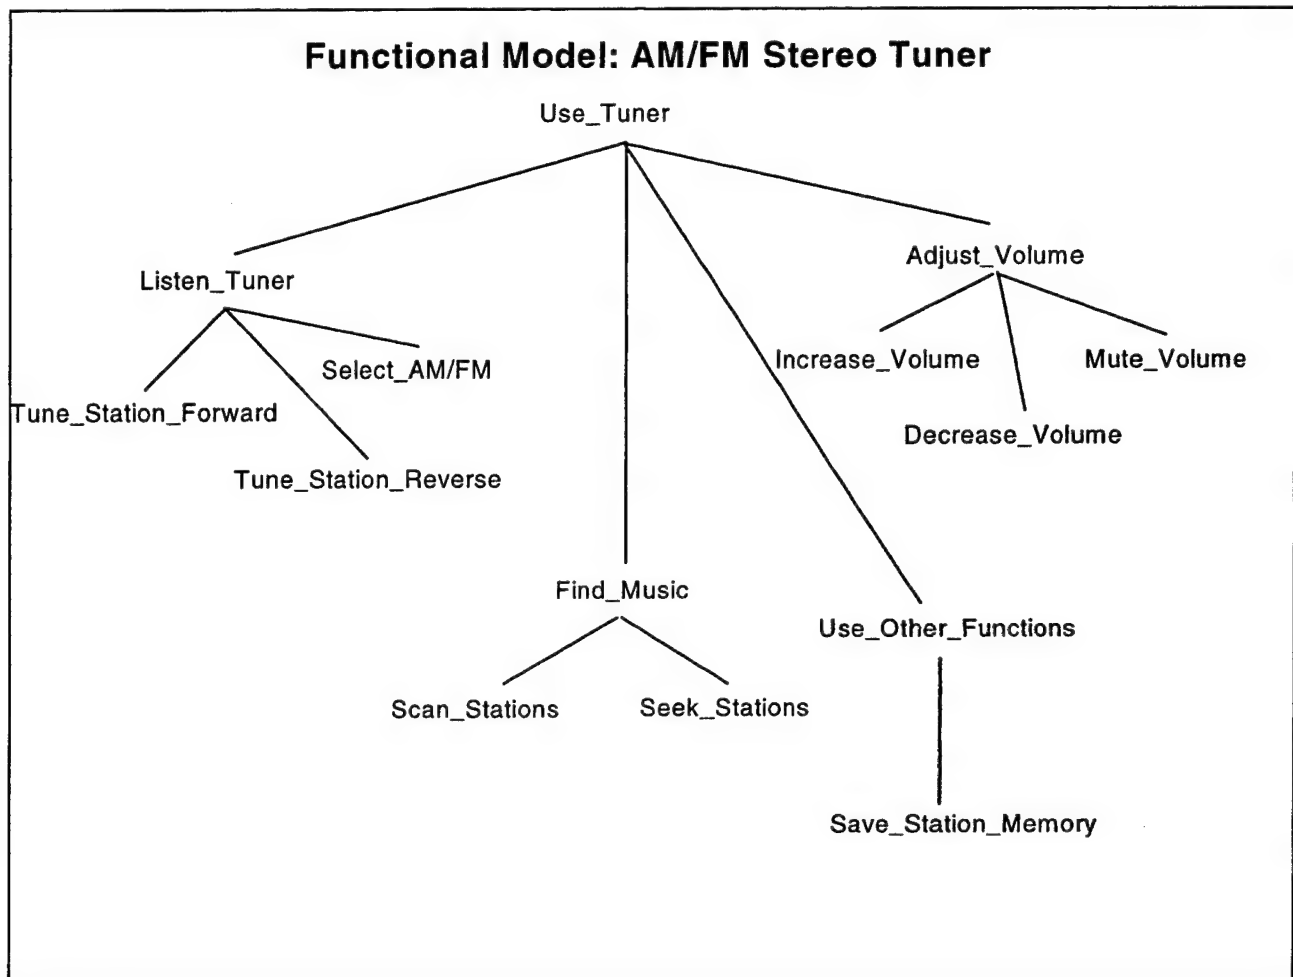 Functional Model: AM/FM Stereo Tuner
Use_Tuner
Adjust_Volume
Listen_Tuner
Increase_Volume
Mute_Volume
Select_AM/FM
Tune_Station_Forward
Decrease_Volume
Tune_Station_Reverse
Find_Music
Use_Other_Functions
Scan_Stations
Seek_Stations
Save_Station_Memory